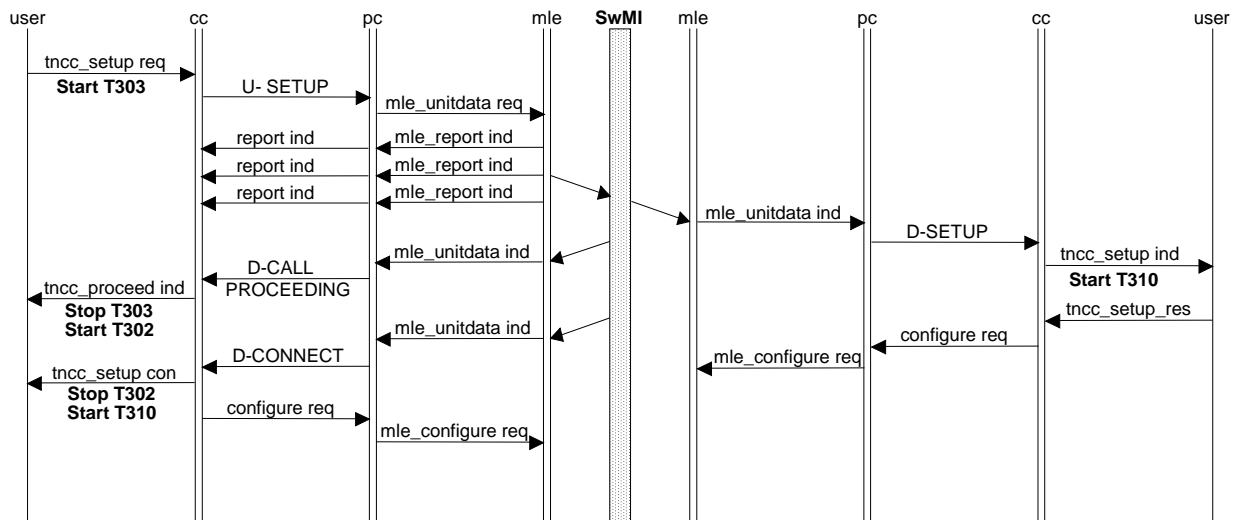 user cc pc mle SwMI mle pc cc user
tncc_setup req
Start T303
U- SETUP
mle_unitdata req
report ind mle_report ind
report ind mle_report ind
report ind mle_report ind
mle_unitdata ind
D-SETUP
tncc_setup ind
Start T310
mle_unitdata ind
D-CALL
PROCEEDING
tncc_proceed ind
Stop T303
Start T302
tncc_setup_res
configure req
mle_configure req
mle_unitdata ind
D-CONNECT
tncc_setup con
Stop T302
Start T310
configure req
mle_configure req